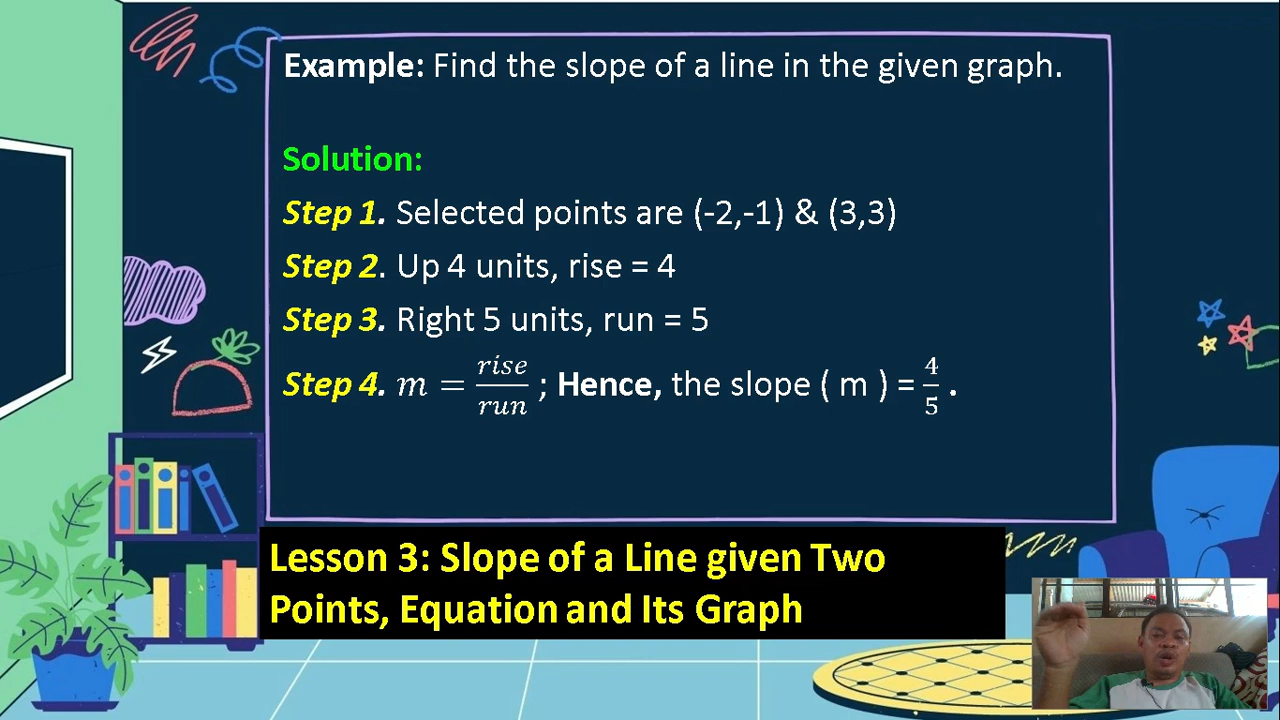 Example: Find the slope of a line in the given graph.
Solution:
Step 1. Selected points are (-2,-1) & (3,3)
Step 2. Up 4 units, rise = 4
Step 3. Right 5 units, run = 5
Step 4. m = rise/run ; Hence, the slope ( m ) = 4/5 .
Lesson 3: Slope of a Line given Two
Points, Equation and Its Graph